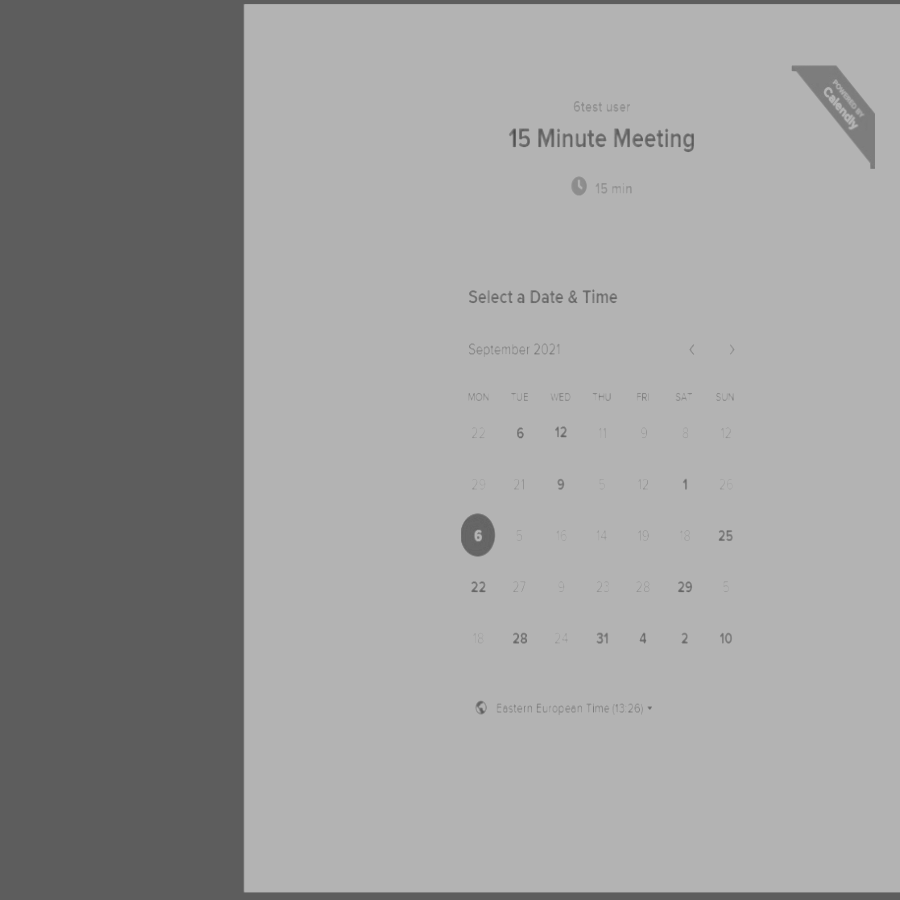 POWERED BY
Calendly
6test user
15 Minute Meeting
15 min
Select a Date & Time
September 2021
MON TUE WED THU FRI SAT SUN
22 6 12 11 9 8 12
29 21 9 5 12 1 26
6 5 16 14 19 18 25
22 27 9 23 28 29 5
18 28 24 31 4 2 10
Eastern European Time (13:26)